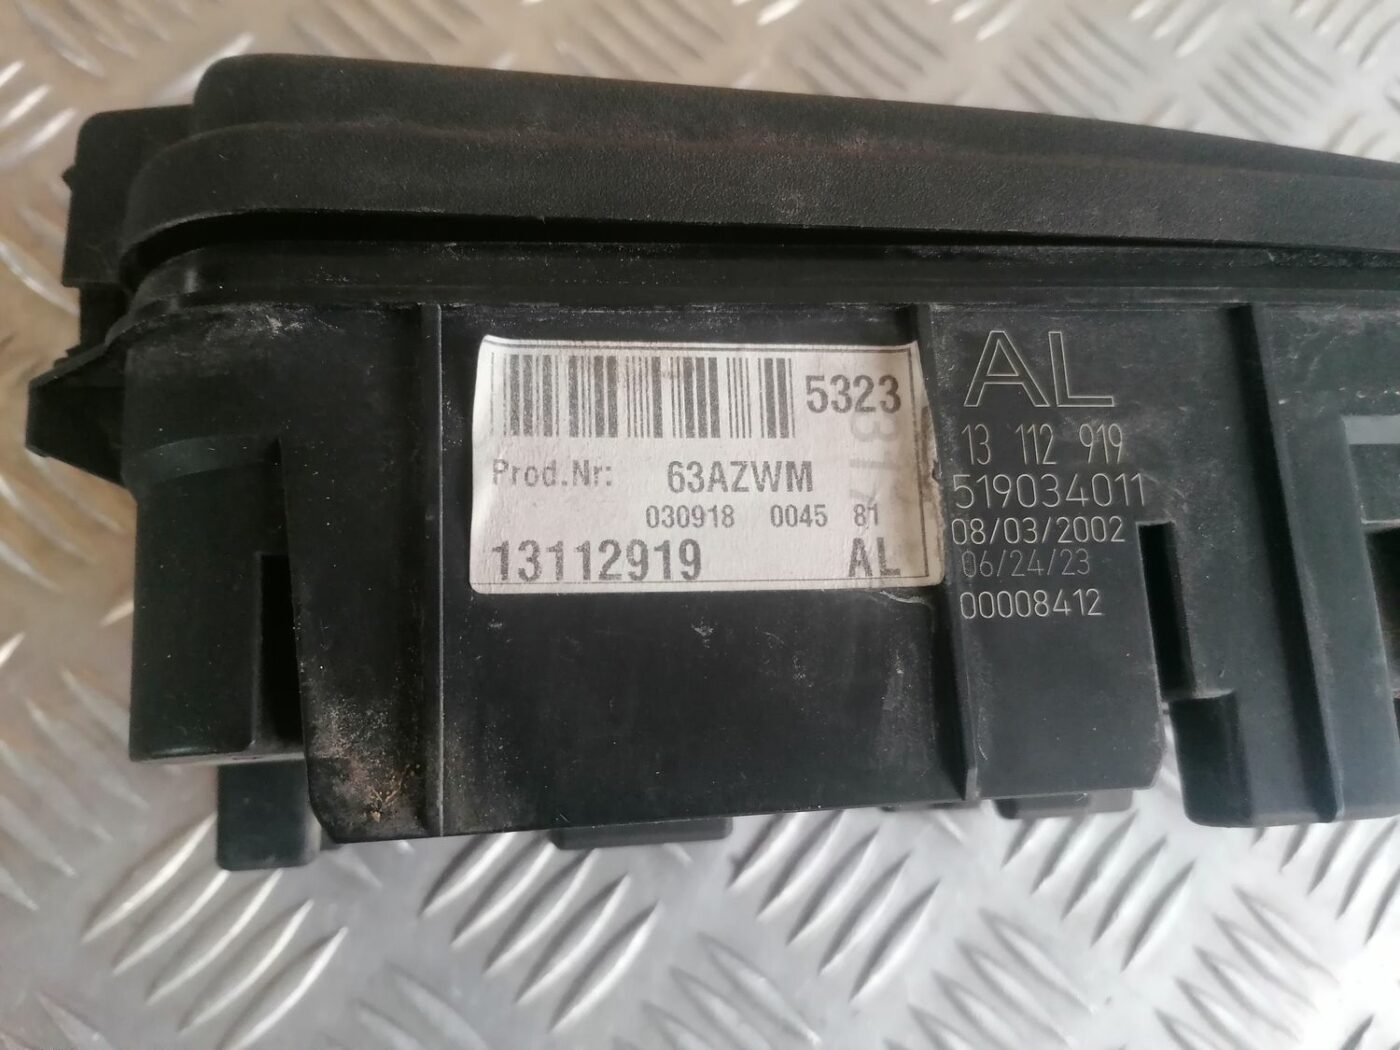 5323
Prod.Nr: 63AZWM
030918 0045 81
13112919 AL
AL
13 112 919
519034011
08/03/2002
06/24/23
00008412